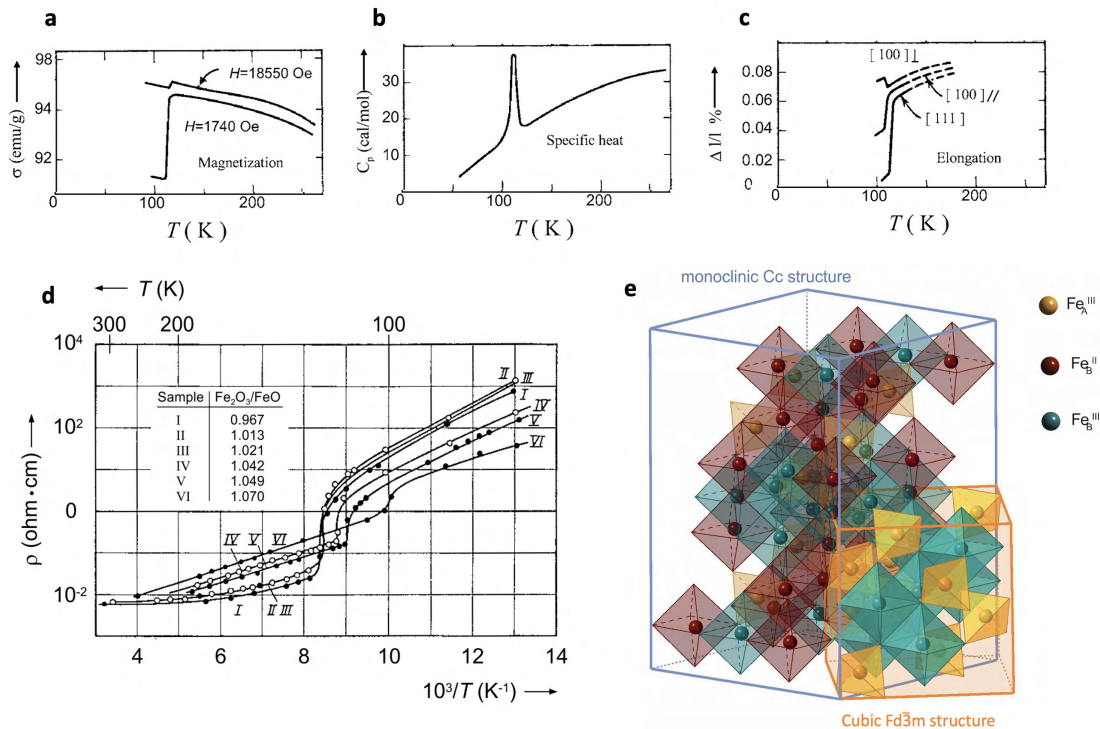 a
σ (emu/g)
96
94
92
H=18550 Oe
H=1740 Oe
Magnetization
0
100
200
T ( K )
b
C_p (cal/mol)
30
20
10
Specific heat
0
100
200
T ( K )
c
Δ l/l %
0.08
0.06
0.04
0.02
0
[ 100 ]⊥
[ 100 ]//
[ 111 ]
Elongation
0
100
200
T ( K )
d
T (K)
300
200
100
ρ (ohm·cm)
10⁴
10²
0
10⁻²
Sample Fe₂O₃/FeO
I 0.967
II 1.013
III 1.021
IV 1.042
V 1.049
VI 1.070
II
III
I
IV
V
VI
IV V VI
I II III
4 6 8 10 12 14
10³/T (K⁻¹)
e
monoclinic Cc structure
Fe_A^III
Fe_B^II
Fe_B^III
Cubic Fd3̅m structure